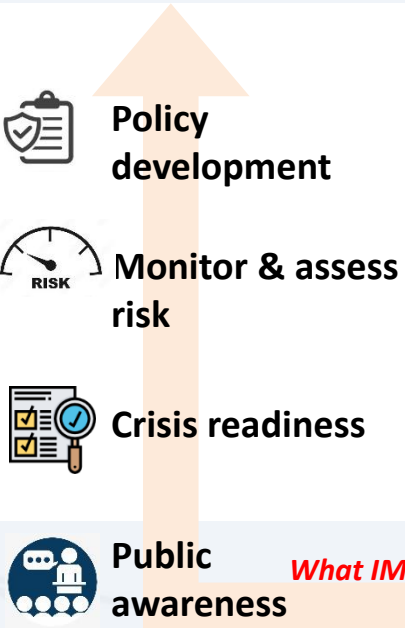 Policy
development
RISK
Monitor & assess
risk
Crisis readiness
Public
awareness
What IM